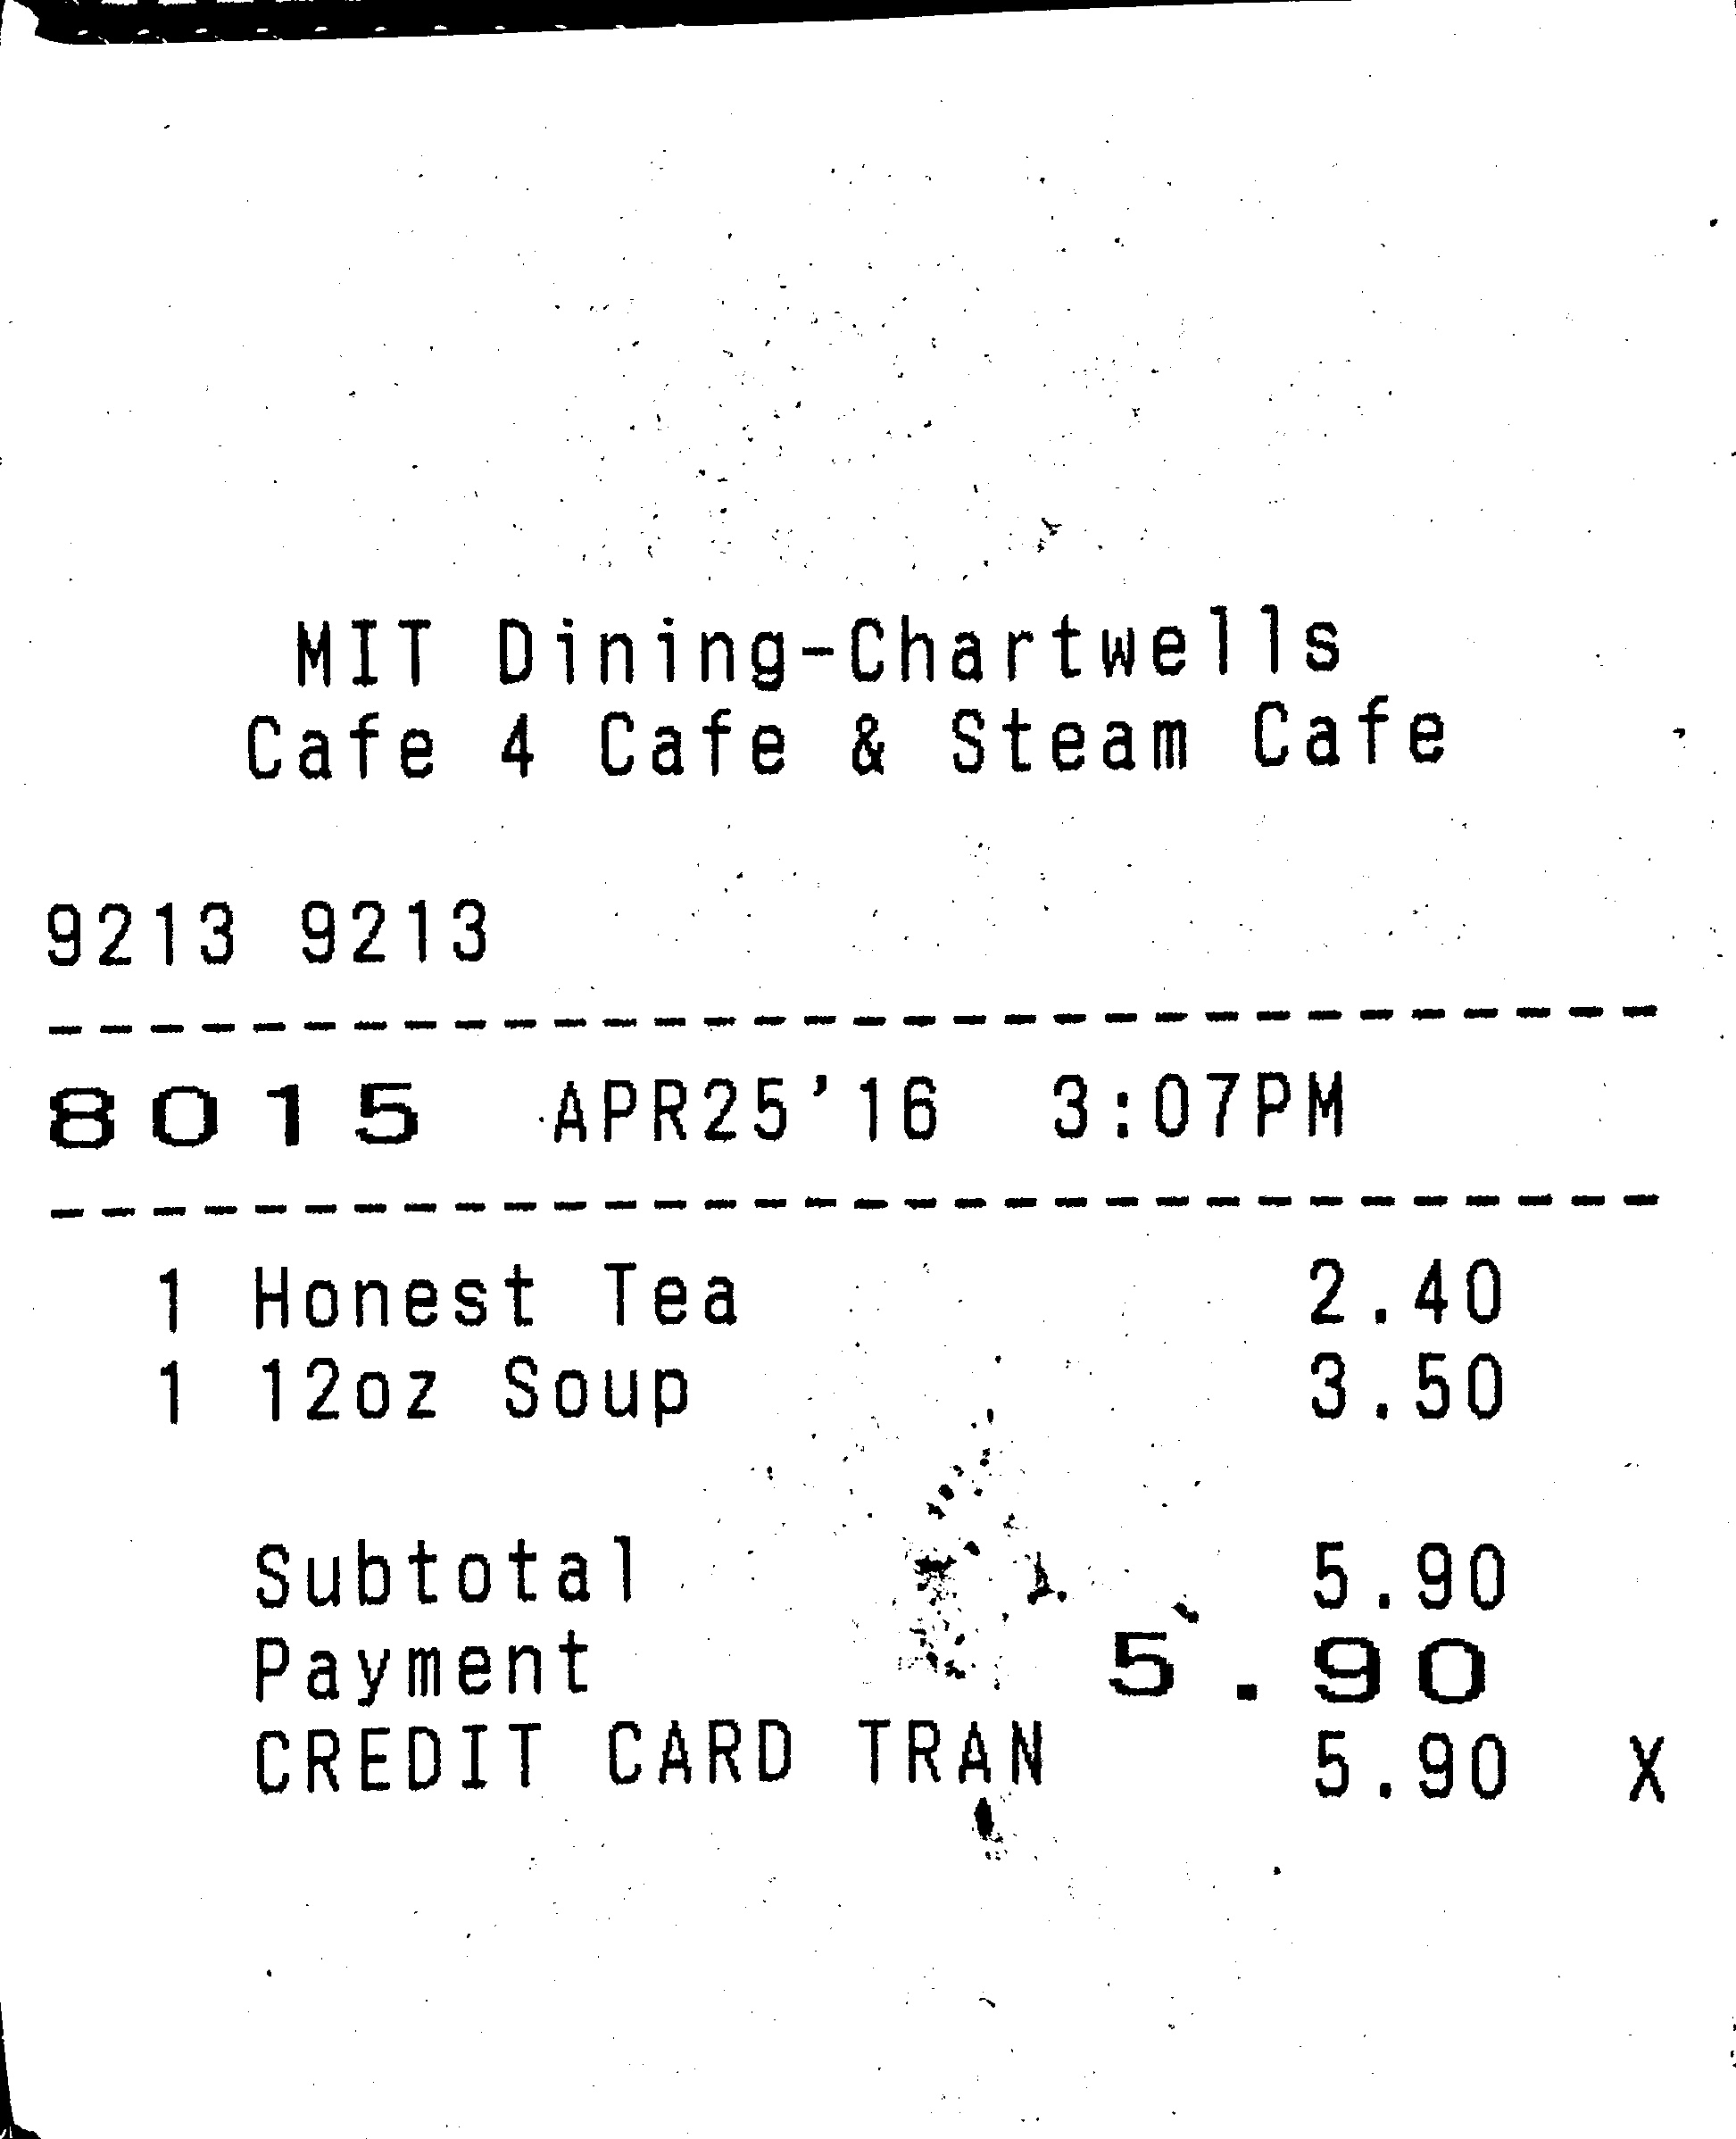 MIT Dining-Chartwells
Cafe 4 Cafe & Steam Cafe
9213 9213
--------------------------------
8015 APR25'16 3:07PM
--------------------------------
1 Honest Tea 2.40
1 12oz Soup 3.50
Subtotal 5.90
Payment 5.90
CREDIT CARD TRAN 5.90 X